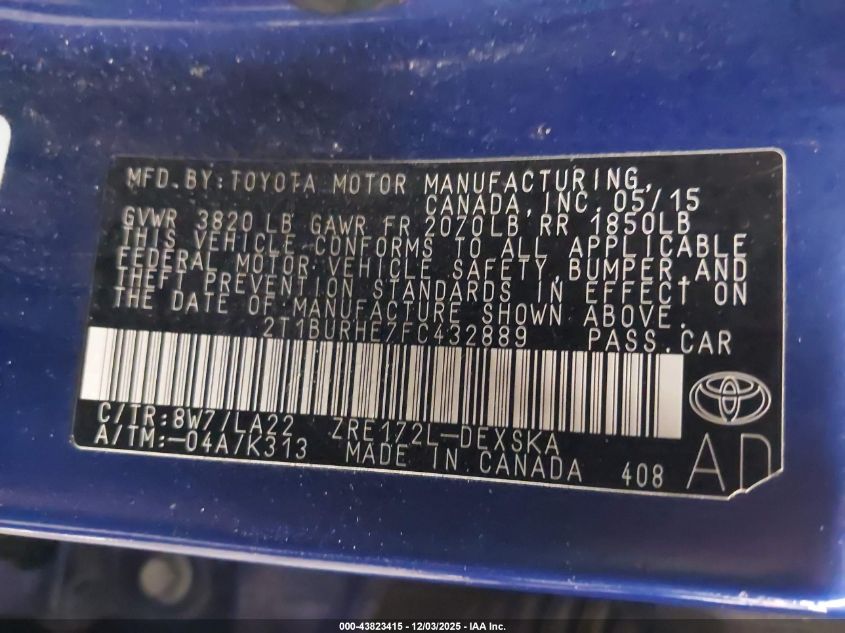 MFD.BY:TOYOTA MOTOR MANUFACTURING,
CANADA,INC.05/15
GVWR 3820 LB GAWR FR 2070LB RR 1850LB
THIS VEHICLE CONFORMS TO ALL APPLICABLE
FEDERAL MOTOR VEHICLE SAFETY,BUMPER,AND
THEFT PREVENTION STANDARDS IN EFFECT ON
THE DATE OF MANUFACTURE SHOWN ABOVE.
2T1BURHE7FC432889 PASS.CAR
C/TR:8W7/LA22 ZRE172L-DEXSKA
A/TM:-04A/K313 MADE IN CANADA 408
AD
000-43823415 - 12/03/2025 - IAA Inc.